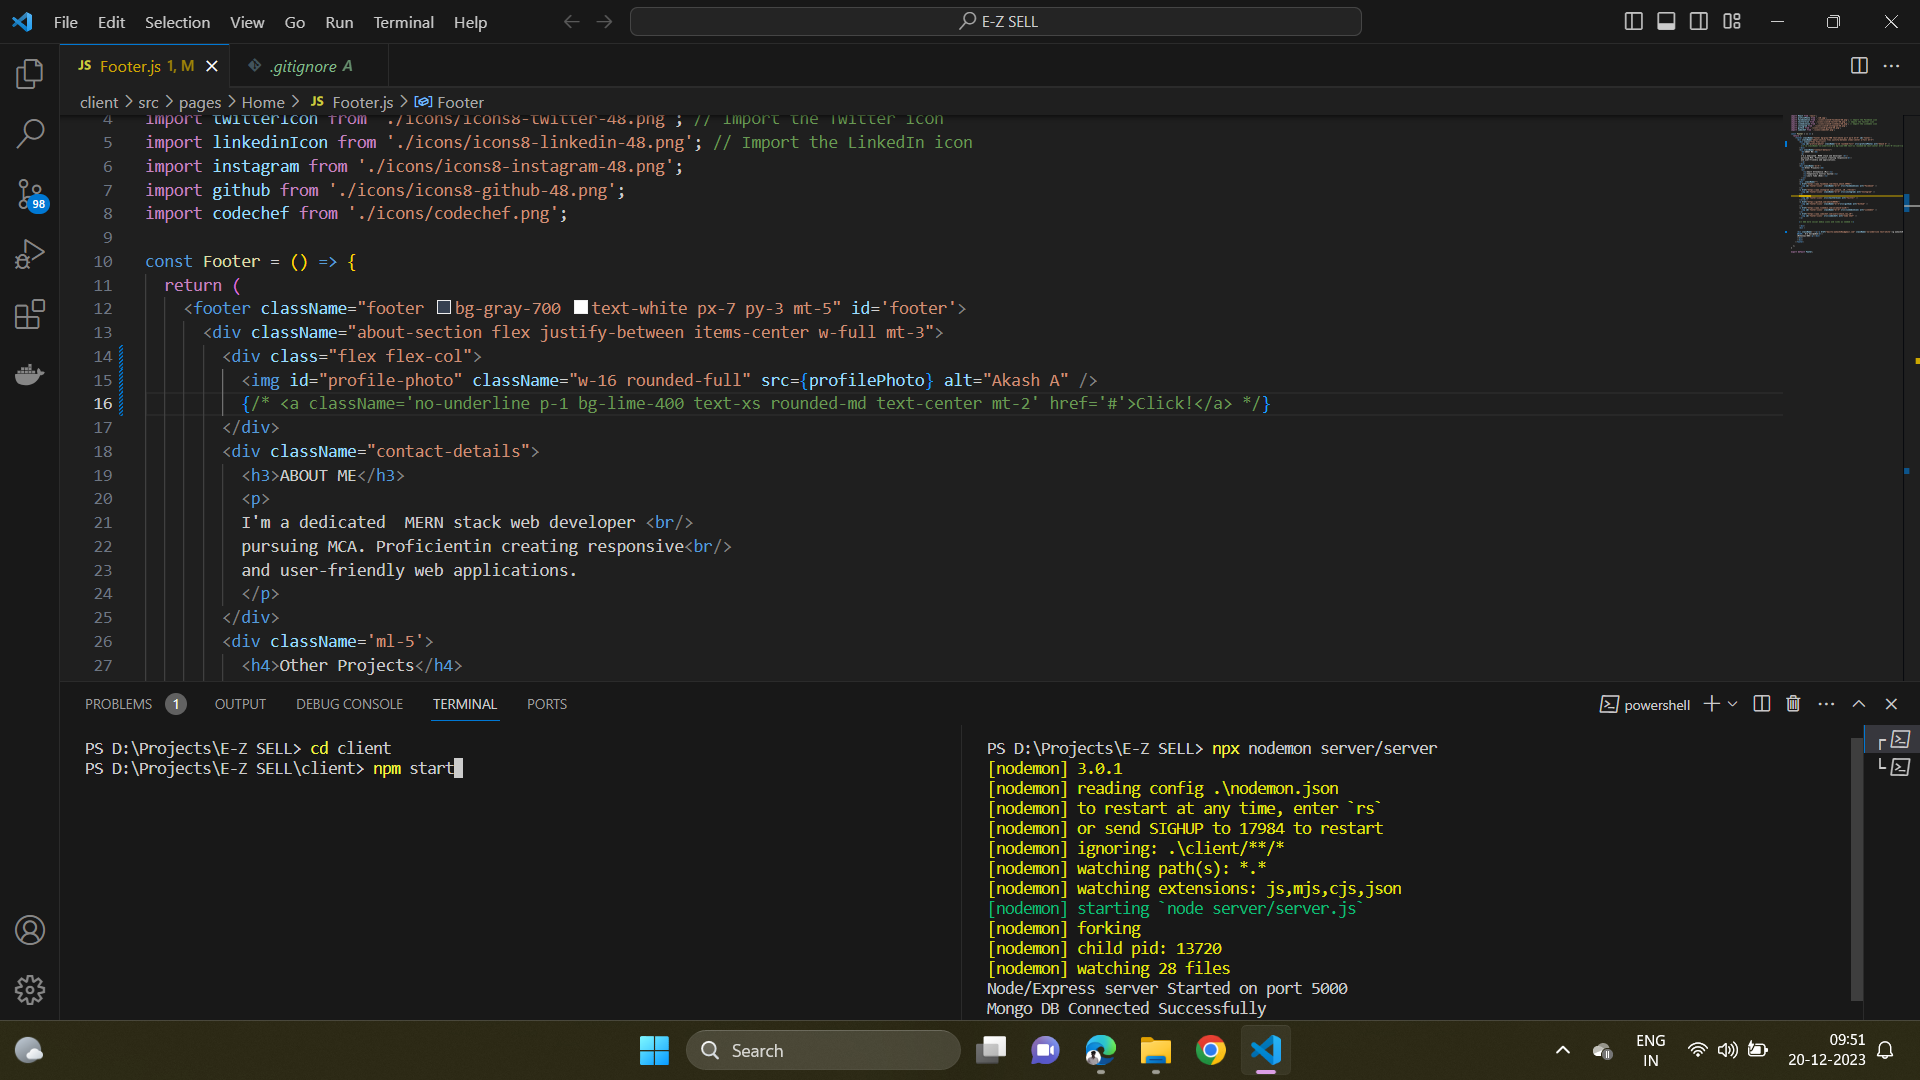 File Edit Selection View Go Run Terminal Help
E-Z SELL
JS Footer.js 1, M
.gitignore A
client > src > pages > Home > JS Footer.js > Footer
4 import twitterIcon from './icons/icons8-twitter-48.png'; // Import the Twitter icon
5 import linkedinIcon from './icons/icons8-linkedin-48.png'; // Import the LinkedIn icon
6 import instagram from './icons/icons8-instagram-48.png';
7 import github from './icons/icons8-github-48.png';
8 import codechef from './icons/codechef.png';
9
10 const Footer = () => {
11 return (
12 <footer className="footer bg-gray-700 text-white px-7 py-3 mt-5" id='footer'>
13 <div className="about-section flex justify-between items-center w-full mt-3">
14 <div class="flex flex-col">
15 <img id="profile-photo" className="w-16 rounded-full" src={profilePhoto} alt="Akash A" />
16 {/* <a className='no-underline p-1 bg-lime-400 text-xs rounded-md text-center mt-2' href='#'>Click!</a> */}
17 </div>
18 <div className="contact-details">
19 <h3>ABOUT ME</h3>
20 <p>
21 I'm a dedicated  MERN stack web developer <br/>
22 pursuing MCA. Proficientin creating responsive<br/>
23 and user-friendly web applications.
24 </p>
25 </div>
26 <div className='ml-5'>
27 <h4>Other Projects</h4>
98
PROBLEMS 1 OUTPUT DEBUG CONSOLE TERMINAL PORTS
powershell
PS D:\Projects\E-Z SELL> cd client
PS D:\Projects\E-Z SELL\client> npm start
PS D:\Projects\E-Z SELL> npx nodemon server/server
[nodemon] 3.0.1
[nodemon] reading config .\nodemon.json
[nodemon] to restart at any time, enter `rs`
[nodemon] or send SIGHUP to 17984 to restart
[nodemon] ignoring: .\client/**/*
[nodemon] watching path(s): *.*
[nodemon] watching extensions: js,mjs,cjs,json
[nodemon] starting `node server/server.js`
[nodemon] forking
[nodemon] child pid: 13720
[nodemon] watching 28 files
Node/Express server Started on port 5000
Mongo DB Connected Successfully
Search
ENG
IN
09:51
20-12-2023